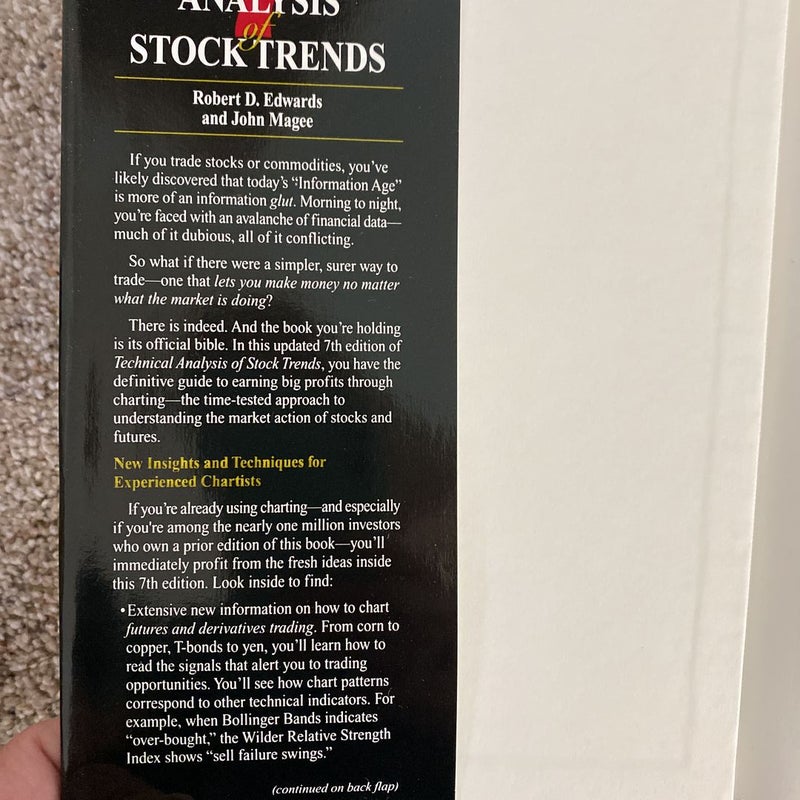 ANALYSIS
of
STOCK TRENDS
Robert D. Edwards
and John Magee
If you trade stocks or commodities, you've
likely discovered that today's “Information Age”
is more of an information glut. Morning to night,
you're faced with an avalanche of financial data—
much of it dubious, all of it conflicting.
So what if there were a simpler, surer way to
trade—one that lets you make money no matter
what the market is doing?
There is indeed. And the book you're holding
is its official bible. In this updated 7th edition of
Technical Analysis of Stock Trends, you have the
definitive guide to earning big profits through
charting—the time-tested approach to
understanding the market action of stocks and
futures.
New Insights and Techniques for
Experienced Chartists
If you're already using charting—and especially
if you're among the nearly one million investors
who own a prior edition of this book—you'll
immediately profit from the fresh ideas inside
this 7th edition. Look inside to find:
•Extensive new information on how to chart
futures and derivatives trading. From corn to
copper, T-bonds to yen, you'll learn how to
read the signals that alert you to trading
opportunities. You'll see how chart patterns
correspond to other technical indicators. For
example, when Bollinger Bands indicates
“over-bought,” the Wilder Relative Strength
Index shows “sell failure swings.”
(continued on back flap)